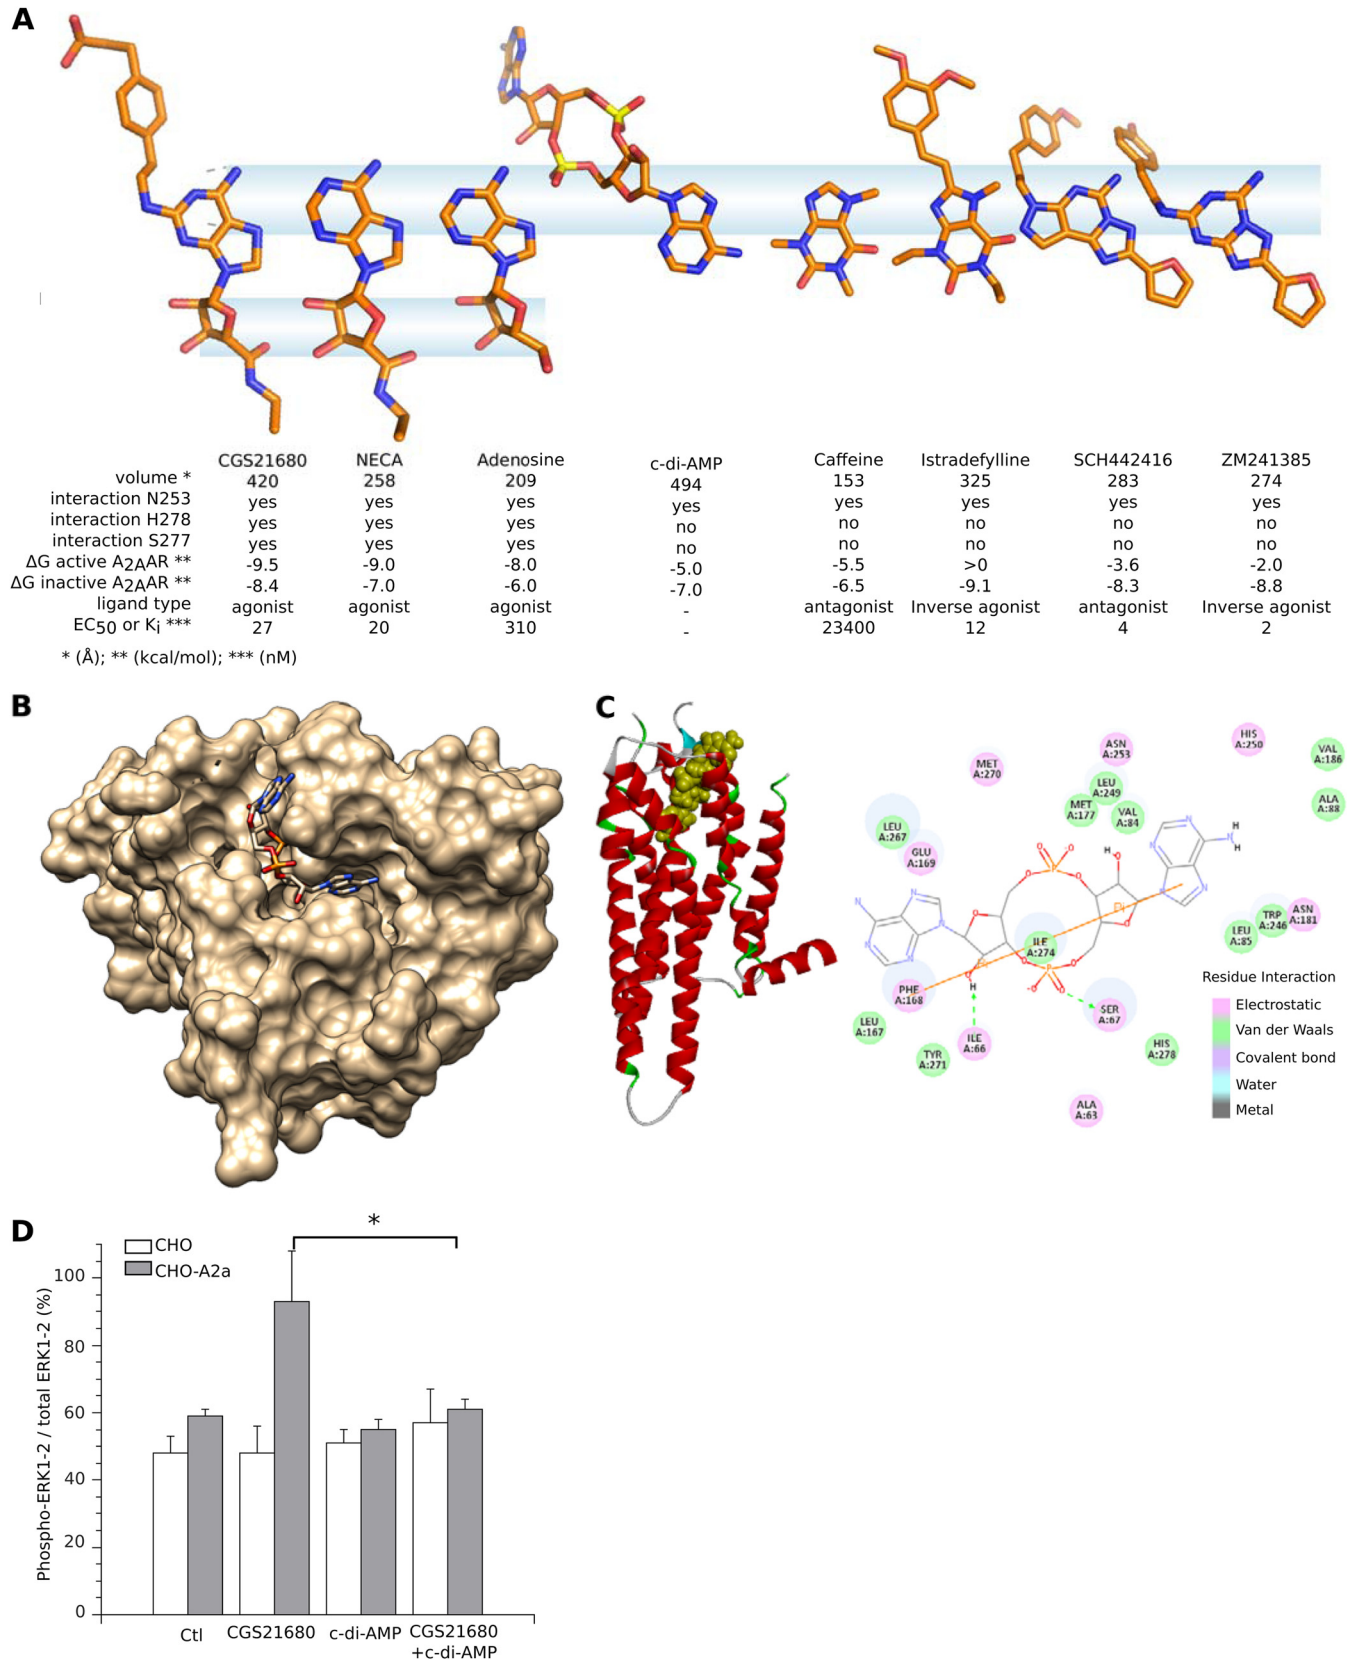 A
CGS21680 NECA Adenosine c-di-AMP Caffeine Istradefylline SCH442416 ZM241385
volume * 420 258 209 494 153 325 283 274
interaction N253 yes yes yes yes yes yes yes yes
interaction H278 yes yes yes no no no no no
interaction S277 yes yes yes no no no no no
ΔG active A2AAR ** -9.5 -9.0 -8.0 -5.0 -5.5 >0 -3.6 -2.0
ΔG inactive A2AAR ** -8.4 -7.0 -6.0 -7.0 -6.5 -9.1 -8.3 -8.8
ligand type agonist agonist agonist - antagonist Inverse agonist antagonist Inverse agonist
EC50 or Ki *** 27 20 310 - 23400 12 4 2
* (Å); ** (kcal/mol); *** (nM)
B
C
MET
A:270
ASN
A:253
HIS
A:250
VAL
A:186
LEU
A:249
MET
A:177
VAL
A:84
ALA
A:88
LEU
A:267
GLU
A:169
TRP
A:246
ASN
A:181
LEU
A:85
ILE
A:274
PHE
A:168
SER
A:67
LEU
A:167
TYR
A:271
ILE
A:66
HIS
A:278
ALA
A:63
Residue Interaction
Electrostatic
Van der Waals
Covalent bond
Water
Metal
D
*
CHO
CHO-A2a
Phospho-ERK1-2 / total ERK1-2 (%)
100
80
60
40
20
0
Ctl CGS21680 c-di-AMP CGS21680
+c-di-AMP